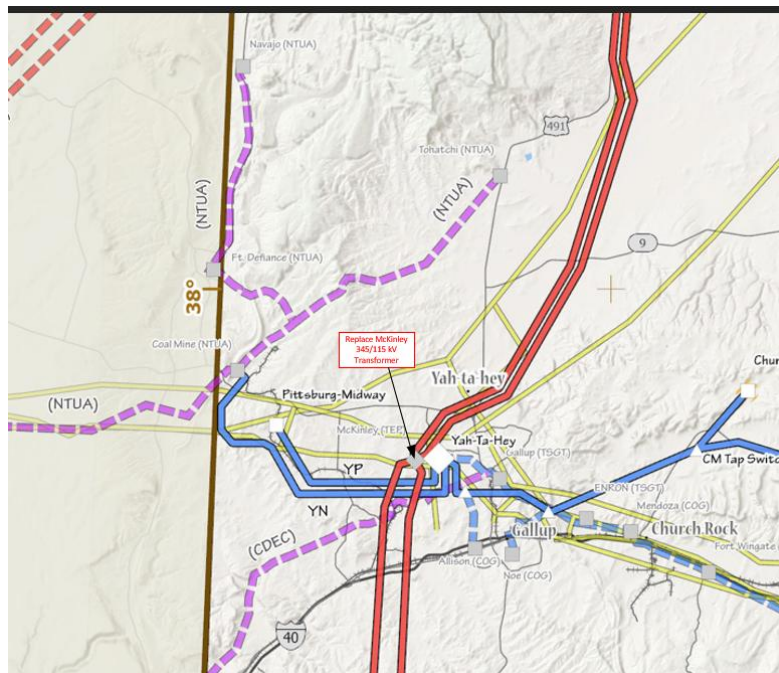 Navajo (NTUA)
491
Tohatchi (NTUA)
(NTUA)
(NTUA)
9
Ft. Defiance (NTUA)
38°
Coal Mine (NTUA)
Replace McKinley
345/115 kV
Transformer
Chur
Yah-ta-hey
Pittsburg-Midway
(NTUA)
McKinley (TEP)
Yah-Ta-Hey
Gallup (TSGT)
CM Tap Switc
YP
ENRON (TSGT)
Mendoza (COG)
YN
Gallup
Church Rock
(CDEC)
Fort Wingate
Allison (COG)
Noe (COG)
40